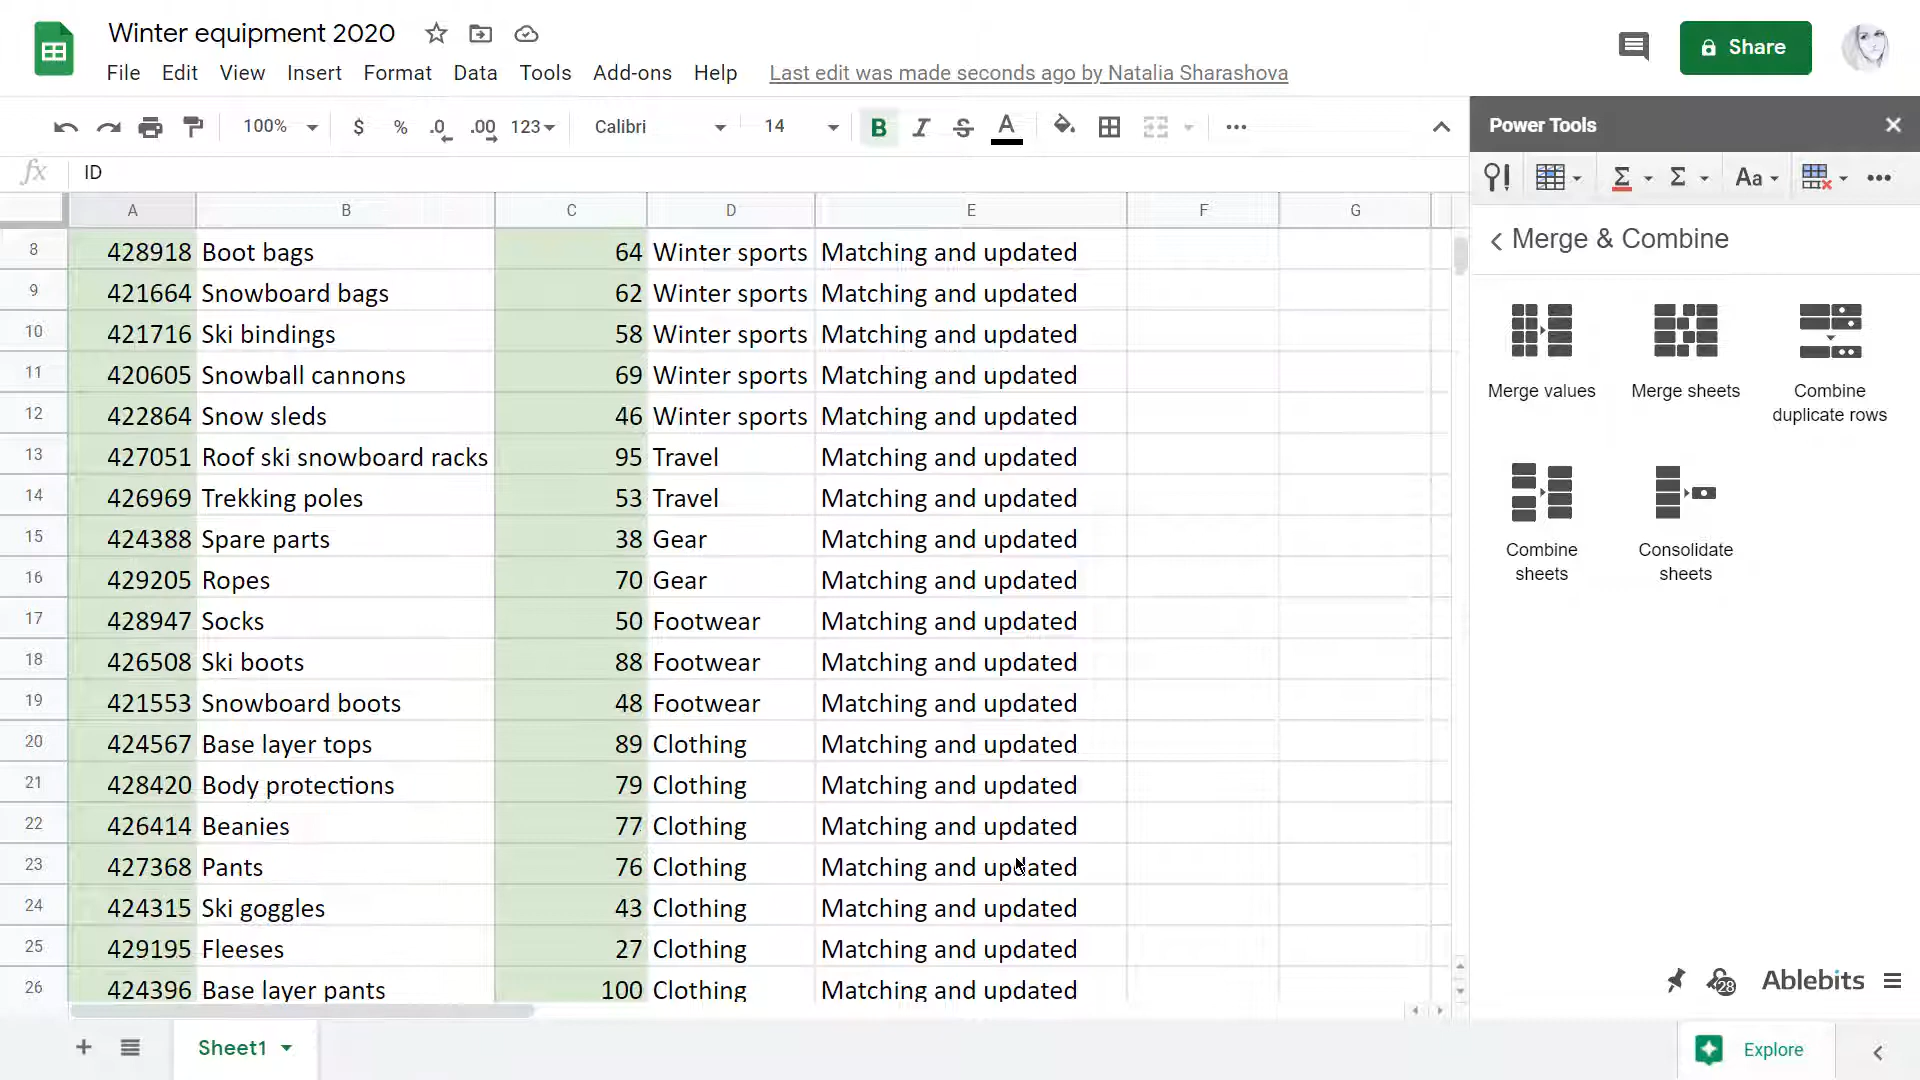 Winter equipment 2020
File Edit View Insert Format Data Tools Add-ons Help Last edit was made seconds ago by Natalia Sharashova
Share
100% $ % .0 .00 123 Calibri 14 B I S A
Power Tools
fx ID
Σ Σ Aa
A B C D E F G
Merge & Combine
8 428918 Boot bags 64 Winter sports Matching and updated
9 421664 Snowboard bags 62 Winter sports Matching and updated
10 421716 Ski bindings 58 Winter sports Matching and updated
11 420605 Snowball cannons 69 Winter sports Matching and updated
12 422864 Snow sleds 46 Winter sports Matching and updated
13 427051 Roof ski snowboard racks 95 Travel Matching and updated
14 426969 Trekking poles 53 Travel Matching and updated
15 424388 Spare parts 38 Gear Matching and updated
16 429205 Ropes 70 Gear Matching and updated
17 428947 Socks 50 Footwear Matching and updated
18 426508 Ski boots 88 Footwear Matching and updated
19 421553 Snowboard boots 48 Footwear Matching and updated
20 424567 Base layer tops 89 Clothing Matching and updated
21 428420 Body protections 79 Clothing Matching and updated
22 426414 Beanies 77 Clothing Matching and updated
23 427368 Pants 76 Clothing Matching and updated
24 424315 Ski goggles 43 Clothing Matching and updated
25 429195 Fleeses 27 Clothing Matching and updated
26 424396 Base layer pants 100 Clothing Matching and updated
Merge values Merge sheets Combine
duplicate rows
Combine
sheets
Consolidate
sheets
28 Ablebits
Sheet1
Explore